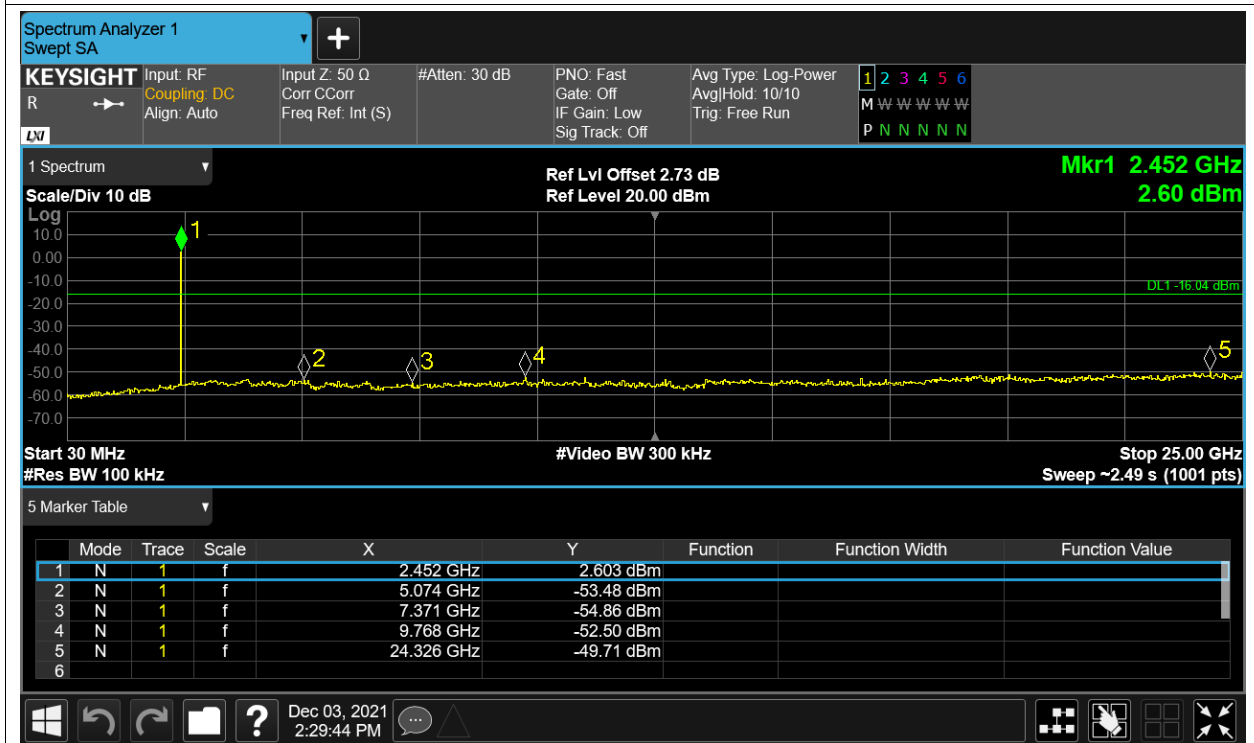 Spectrum Analyzer 1
Swept SA
KEYSIGHT
R
LXI
Input: RF
Coupling: DC
Align: Auto
Input Z: 50 Ω
Corr CCorr
Freq Ref: Int (S)
#Atten: 30 dB
PNO: Fast
Gate: Off
IF Gain: Low
Sig Track: Off
Avg Type: Log-Power
Avg|Hold: 10/10
Trig: Free Run
1 2 3 4 5 6
M W W W W W
P N N N N N
1 Spectrum
Scale/Div 10 dB
Ref Lvl Offset 2.73 dB
Ref Level 20.00 dBm
Mkr1 2.452 GHz
2.60 dBm
Log
10.0
0.00
-10.0
-20.0
-30.0
-40.0
-50.0
-60.0
-70.0
1
2
3
4
5
DL1 -16.04 dBm
Start 30 MHz
#Video BW 300 kHz
Stop 25.00 GHz
#Res BW 100 kHz
Sweep ~2.49 s (1001 pts)
5 Marker Table
Mode Trace Scale X Y Function Function Width Function Value
1 N 1 f 2.452 GHz 2.603 dBm
2 N 1 f 5.074 GHz -53.48 dBm
3 N 1 f 7.371 GHz -54.86 dBm
4 N 1 f 9.768 GHz -52.50 dBm
5 N 1 f 24.326 GHz -49.71 dBm
6
?
Dec 03, 2021
2:29:44 PM